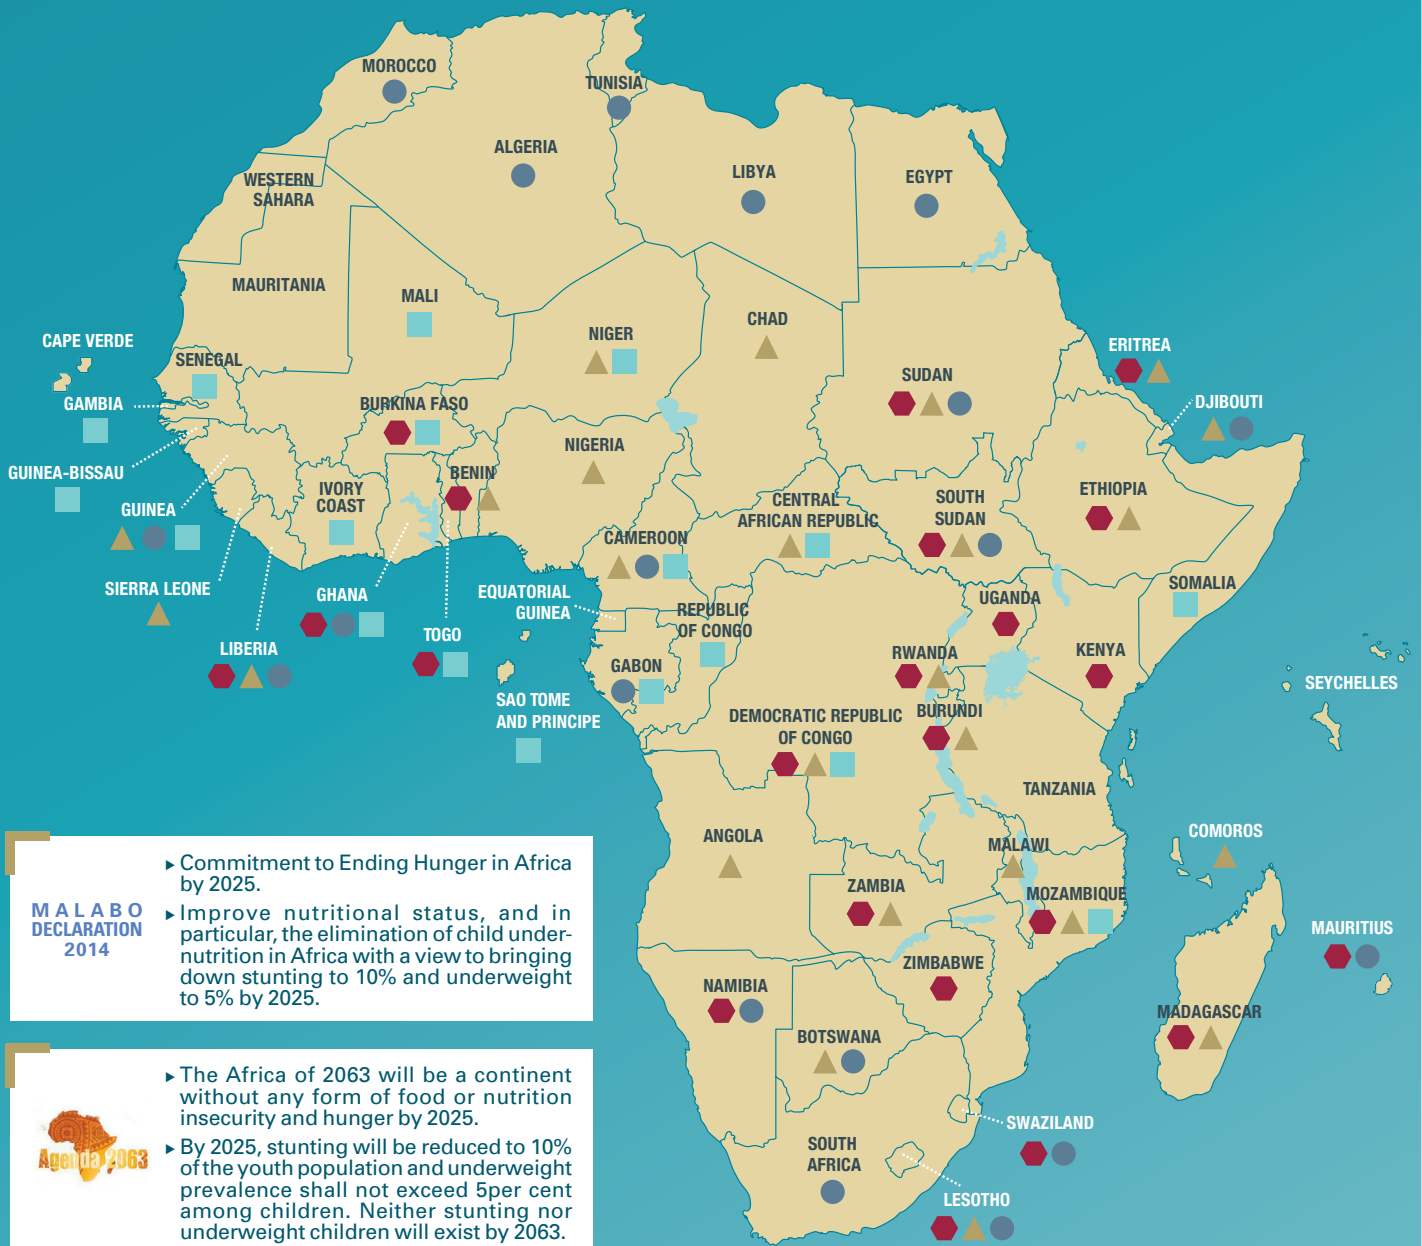 MOROCCO
TUNISIA
ALGERIA
LIBYA
EGYPT
WESTERN
SAHARA
MAURITANIA
MALI
NIGER
CHAD
SUDAN
ERITREA
DJIBOUTI
CAPE VERDE
SENEGAL
GAMBIA
BURKINA FASO
GUINEA-BISSAU
NIGERIA
BENIN
IVORY
COAST
GUINEA
CENTRAL
AFRICAN REPUBLIC
SOUTH
SUDAN
ETHIOPIA
CAMEROON
SIERRA LEONE
GHANA
EQUATORIAL
GUINEA
REPUBLIC
OF CONGO
UGANDA
SOMALIA
LIBERIA
TOGO
GABON
RWANDA
KENYA
SEYCHELLES
SAO TOME
AND PRINCIPE
DEMOCRATIC REPUBLIC
OF CONGO
BURUNDI
TANZANIA
ANGOLA
MALAWI
COMOROS
ZAMBIA
MOZAMBIQUE
MAURITIUS
ZIMBABWE
NAMIBIA
MADAGASCAR
BOTSWANA
SWAZILAND
SOUTH
AFRICA
LESOTHO
MALABO
DECLARATION
2014
▸ Commitment to Ending Hunger in Africa
by 2025.
▸ Improve nutritional status, and in
particular, the elimination of child under-
nutrition in Africa with a view to bringing
down stunting to 10% and underweight
to 5% by 2025.
Agenda 2063
▸ The Africa of 2063 will be a continent
without any form of food or nutrition
insecurity and hunger by 2025.
▸ By 2025, stunting will be reduced to 10%
of the youth population and underweight
prevalence shall not exceed 5per cent
among children. Neither stunting nor
underweight children will exist by 2063.